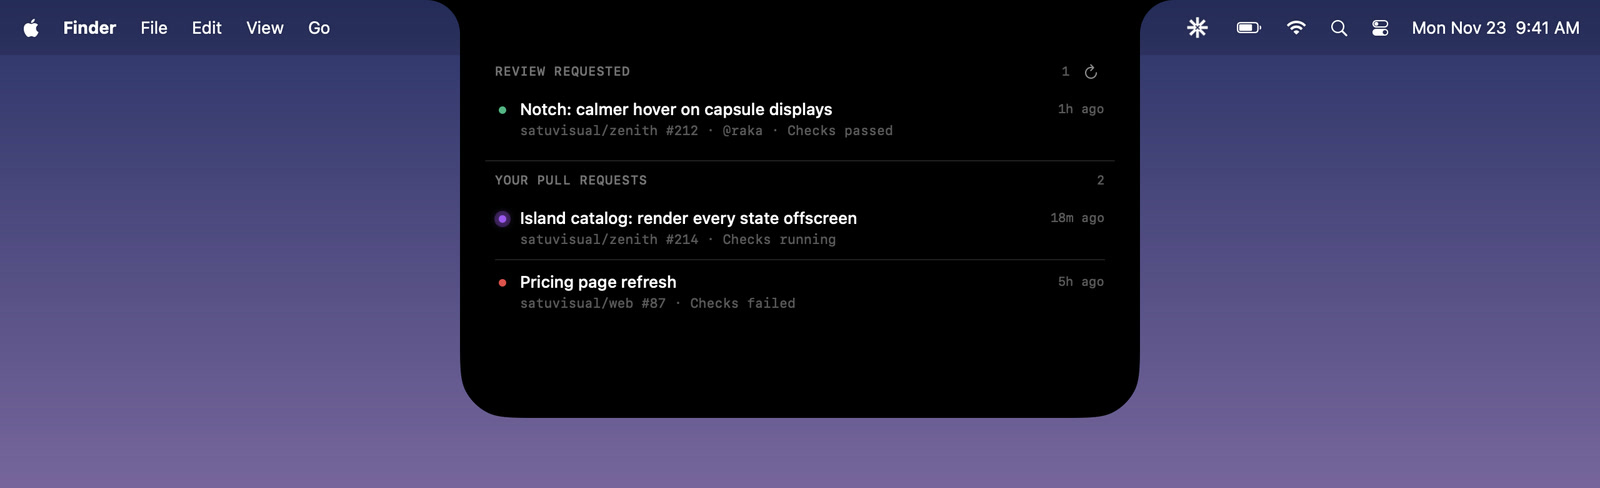 Finder File Edit View Go Mon Nov 23 9:41 AM
REVIEW REQUESTED 1
Notch: calmer hover on capsule displays 1h ago
satuvisual/zenith #212 · @raka · Checks passed
YOUR PULL REQUESTS 2
Island catalog: render every state offscreen 18m ago
satuvisual/zenith #214 · Checks running
Pricing page refresh 5h ago
satuvisual/web #87 · Checks failed